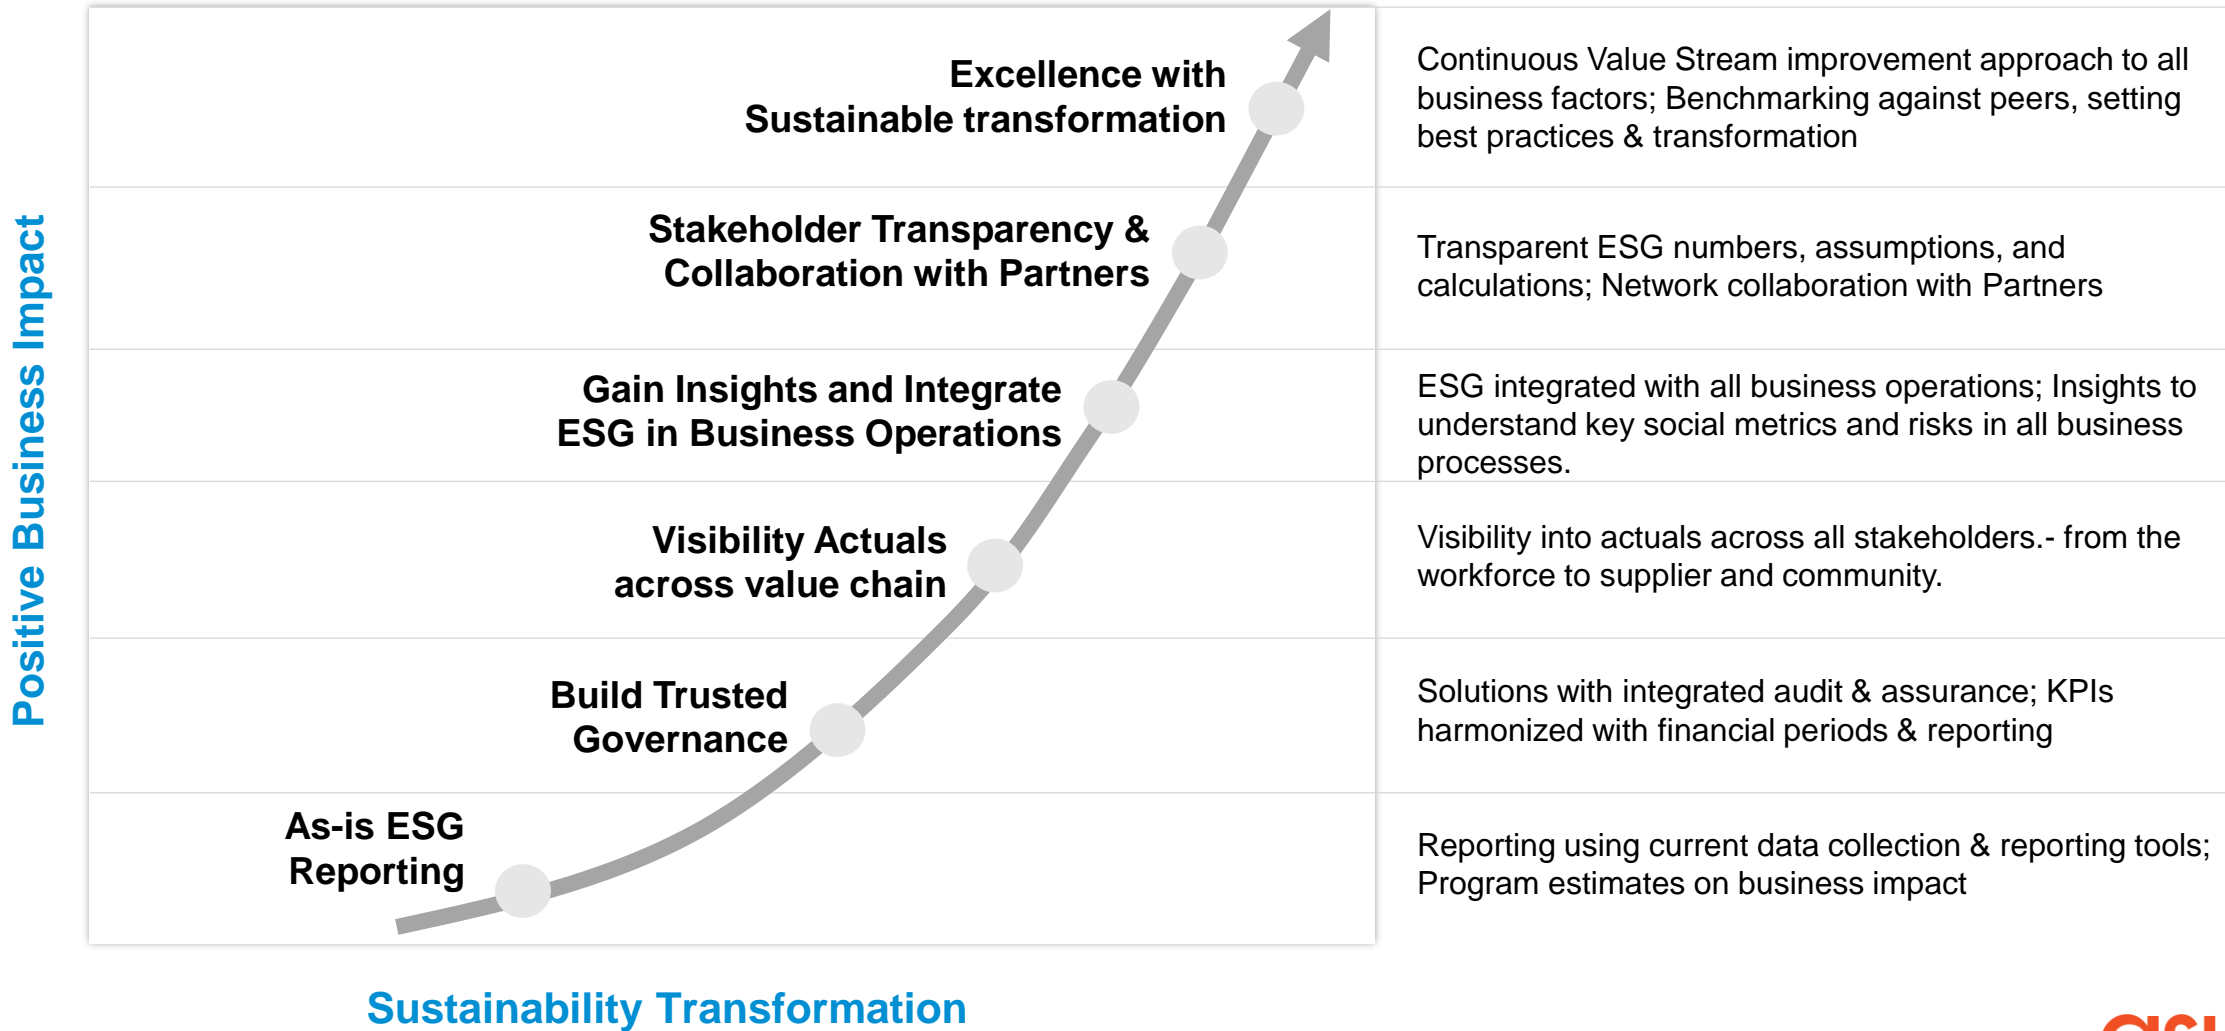 Positive Business Impact
Excellence with
Sustainable transformation
Continuous Value Stream improvement approach to all
business factors; Benchmarking against peers, setting
best practices & transformation
Stakeholder Transparency &
Collaboration with Partners
Transparent ESG numbers, assumptions, and
calculations; Network collaboration with Partners
Gain Insights and Integrate
ESG in Business Operations
ESG integrated with all business operations; Insights to
understand key social metrics and risks in all business
processes.
Visibility Actuals
across value chain
Visibility into actuals across all stakeholders.- from the
workforce to supplier and community.
Build Trusted
Governance
Solutions with integrated audit & assurance; KPIs
harmonized with financial periods & reporting
As-is ESG
Reporting
Reporting using current data collection & reporting tools;
Program estimates on business impact
Sustainability Transformation